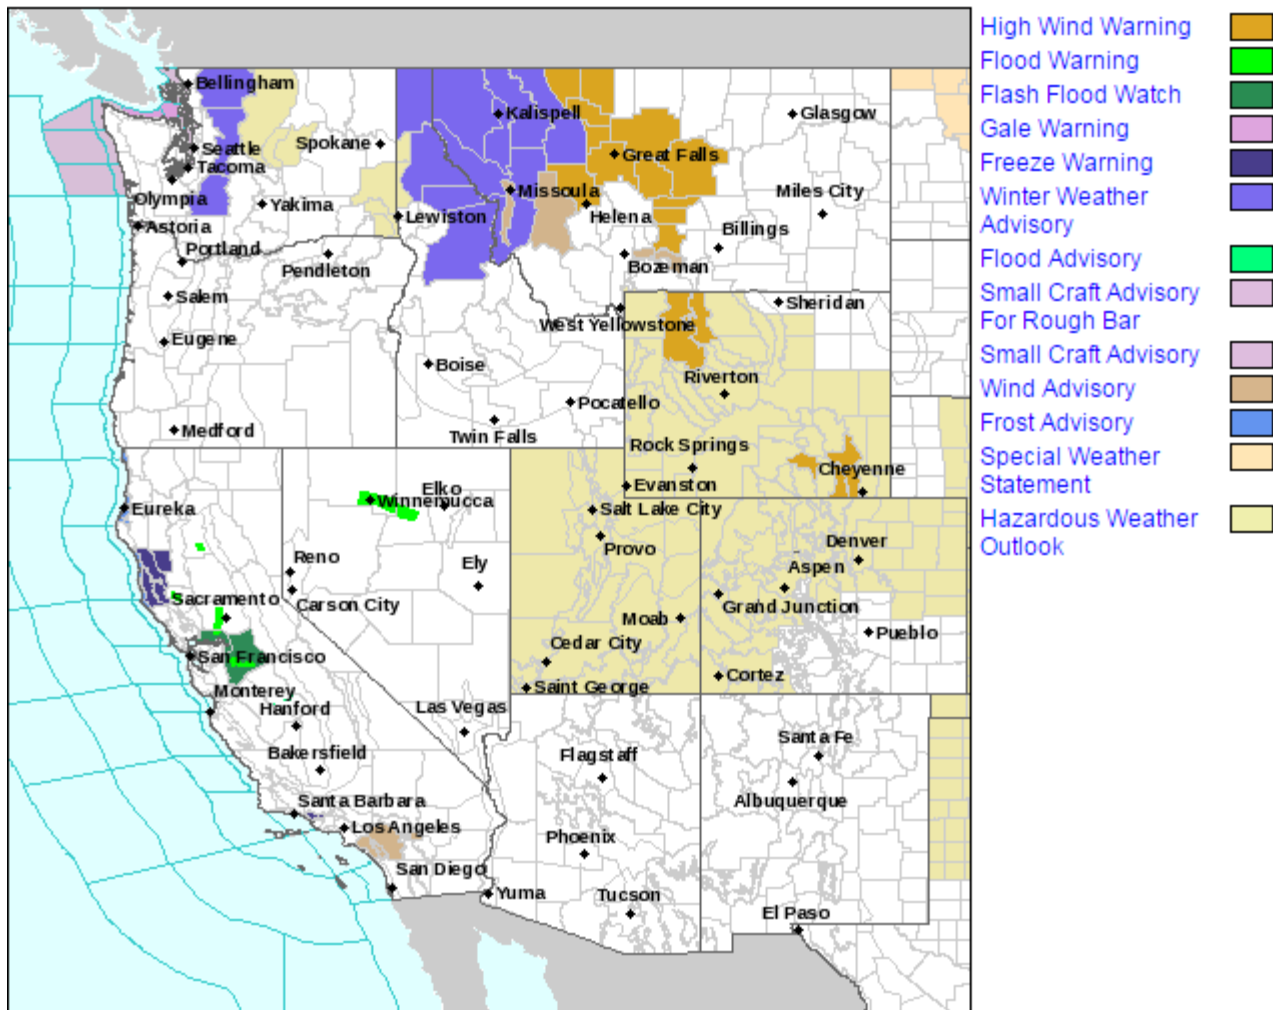 High Wind Warning
Flood Warning
Flash Flood Watch
Gale Warning
Freeze Warning
Winter Weather
Advisory
Flood Advisory
Small Craft Advisory
For Rough Bar
Small Craft Advisory
Wind Advisory
Frost Advisory
Special Weather
Statement
Hazardous Weather
Outlook
Bellingham
Kalispell
Glasgow
Seattle
Spokane
Great Falls
Tacoma
Olympia
Yakima
Lewiston
Missoula
Helena
Miles City
Astoria
Portland
Pendleton
Bozeman
Billings
Salem
Sheridan
Eugene
West Yellowstone
Boise
Riverton
Pocatello
Medford
Twin Falls
Rock Springs
Cheyenne
Evanston
Eureka
Winnemucca
Elko
Salt Lake City
Provo
Denver
Reno
Ely
Aspen
Sacramento
Carson City
Grand Junction
Moab
Pueblo
San Francisco
Cedar City
Cortez
Saint George
Monterey
Hanford
Las Vegas
Bakersfield
Flagstaff
Santa Fe
Albuquerque
Santa Barbara
Los Angeles
Phoenix
San Diego
Yuma
Tucson
El Paso